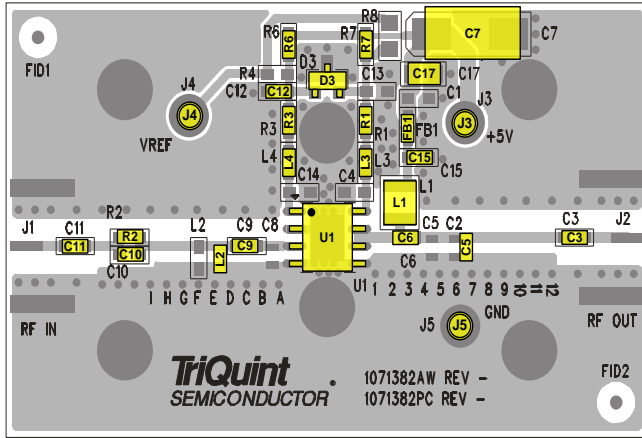 R8
R6 R6 R7 R7
C7 C7
FID1
D3
R4 D3 C13 C17 C17
J4 C12 C12 C1 J3
J4 J3
VREF R3 R3 R1 R1 FB1 FB1 +5V
L4 L4 L3 L3 C15 C15
C14 C4 L1
L1
J1 C11 R2 L2 C9 C8 U1 C5 C2 C3 J2
C11 R2 C10 L2 C9 C6 C5 C3
C10 C6
U1
I H G F E D C B A
1 2 3 4 5 6 7 8 9 10 11 12
RF IN J5 J5 GND RF OUT
TriQuint
SEMICONDUCTOR
1071382AW REV -
1071382PC REV -
FID2